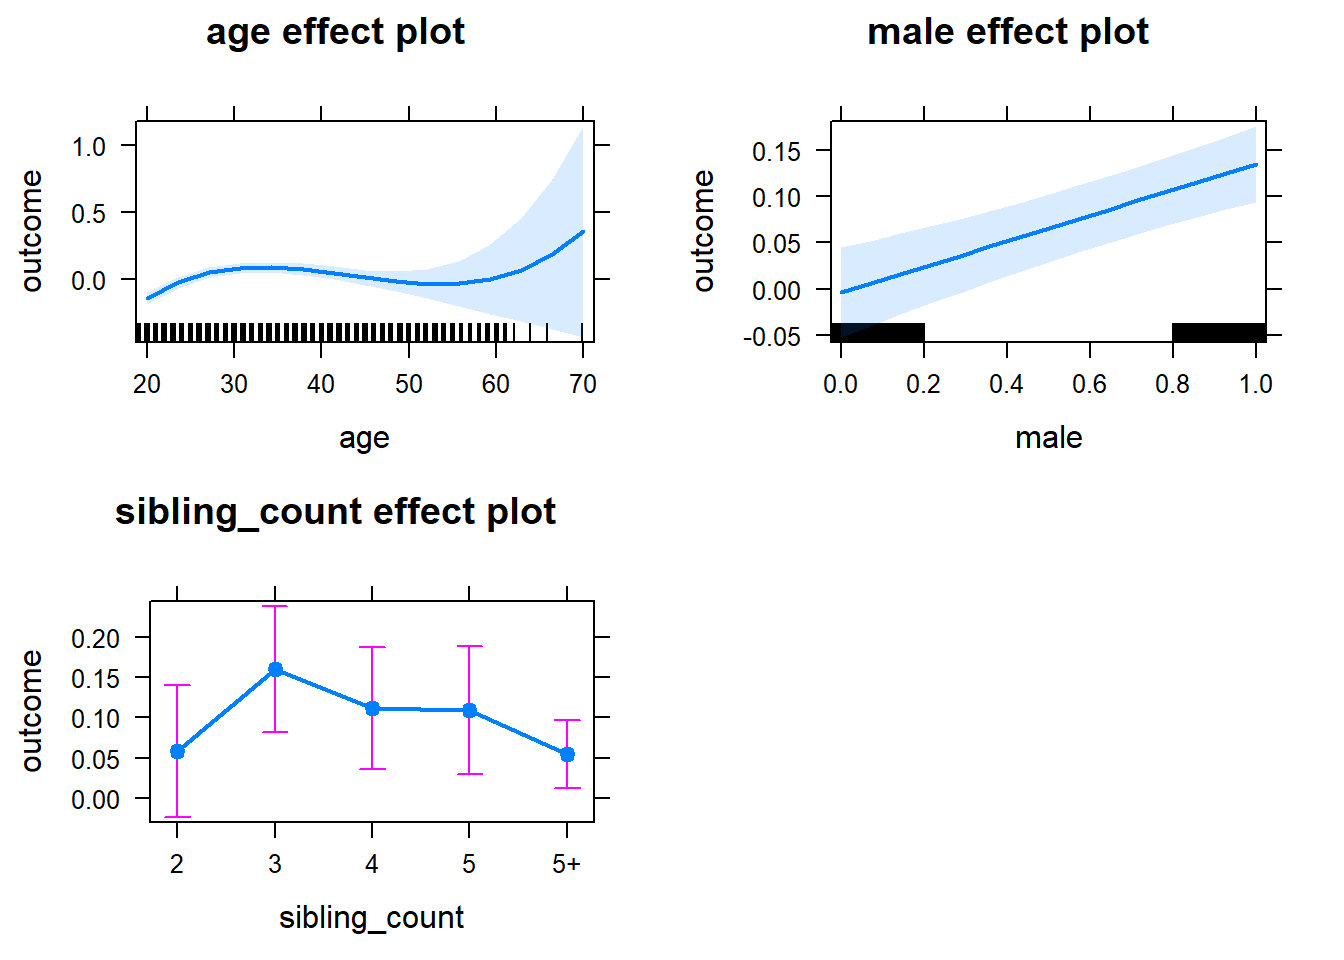 age effect plot
outcome
1.0
0.5
0.0
20 30 40 50 60 70
age
male effect plot
outcome
0.15
0.10
0.05
0.00
-0.05
0.0 0.2 0.4 0.6 0.8 1.0
male
sibling_count effect plot
outcome
0.20
0.15
0.10
0.05
0.00
2 3 4 5 5+
sibling_count